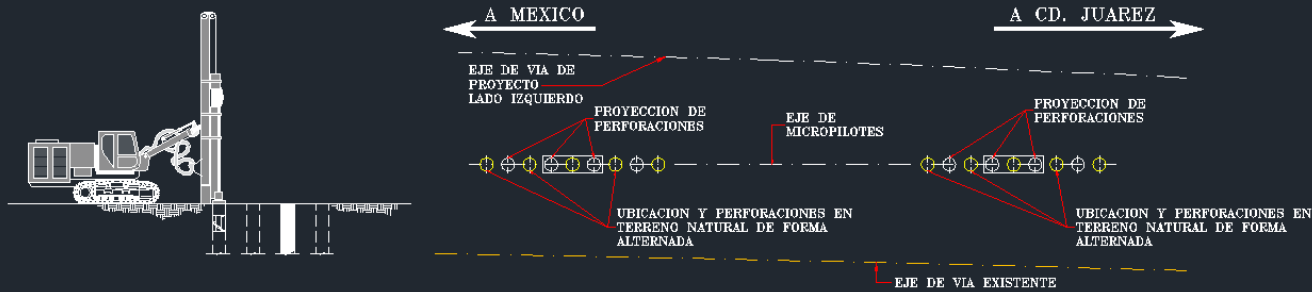 A MEXICO
A CD. JUAREZ
EJE DE VIA DE
PROYECTO
LADO IZQUIERDO
PROYECCION DE
PERFORACIONES
EJE DE
MICROPILOTES
PROYECCION DE
PERFORACIONES
UBICACION Y PERFORACIONES EN
TERRENO NATURAL DE FORMA
ALTERNADA
UBICACION Y PERFORACIONES EN
TERRENO NATURAL DE FORMA
ALTERNADA
EJE DE VIA EXISTENTE